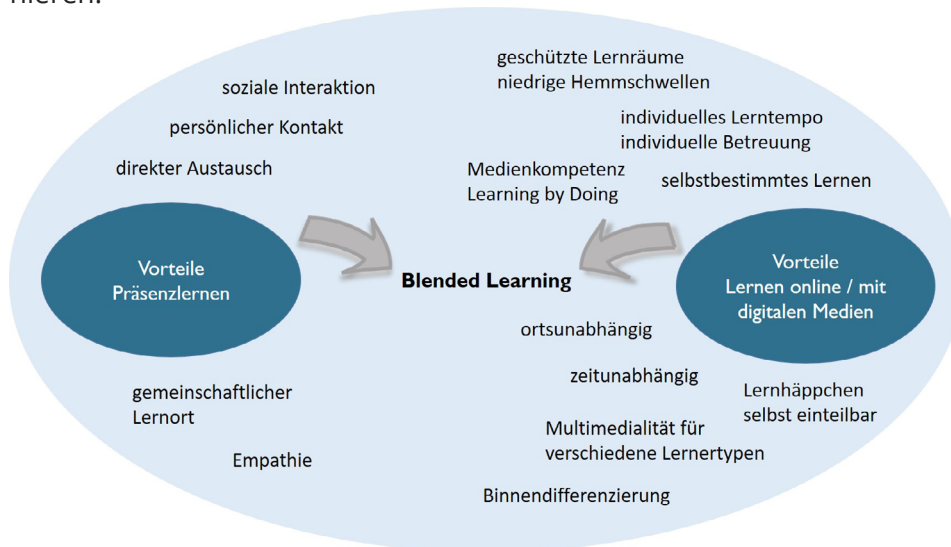 nieren.
geschützte Lernräume
niedrige Hemmschwellen
soziale Interaktion
individuelles Lerntempo
individuelle Betreuung
persönlicher Kontakt
direkter Austausch
Medienkompetenz
Learning by Doing
selbstbestimmtes Lernen
Vorteile
Präsenzlernen
Blended Learning
Vorteile
Lernen online / mit
digitalen Medien
ortsunabhängig
zeitunabhängig
gemeinschaftlicher
Lernort
Lernhäppchen
selbst einteilbar
Multimedialität für
verschiedene Lernertypen
Empathie
Binnendifferenzierung